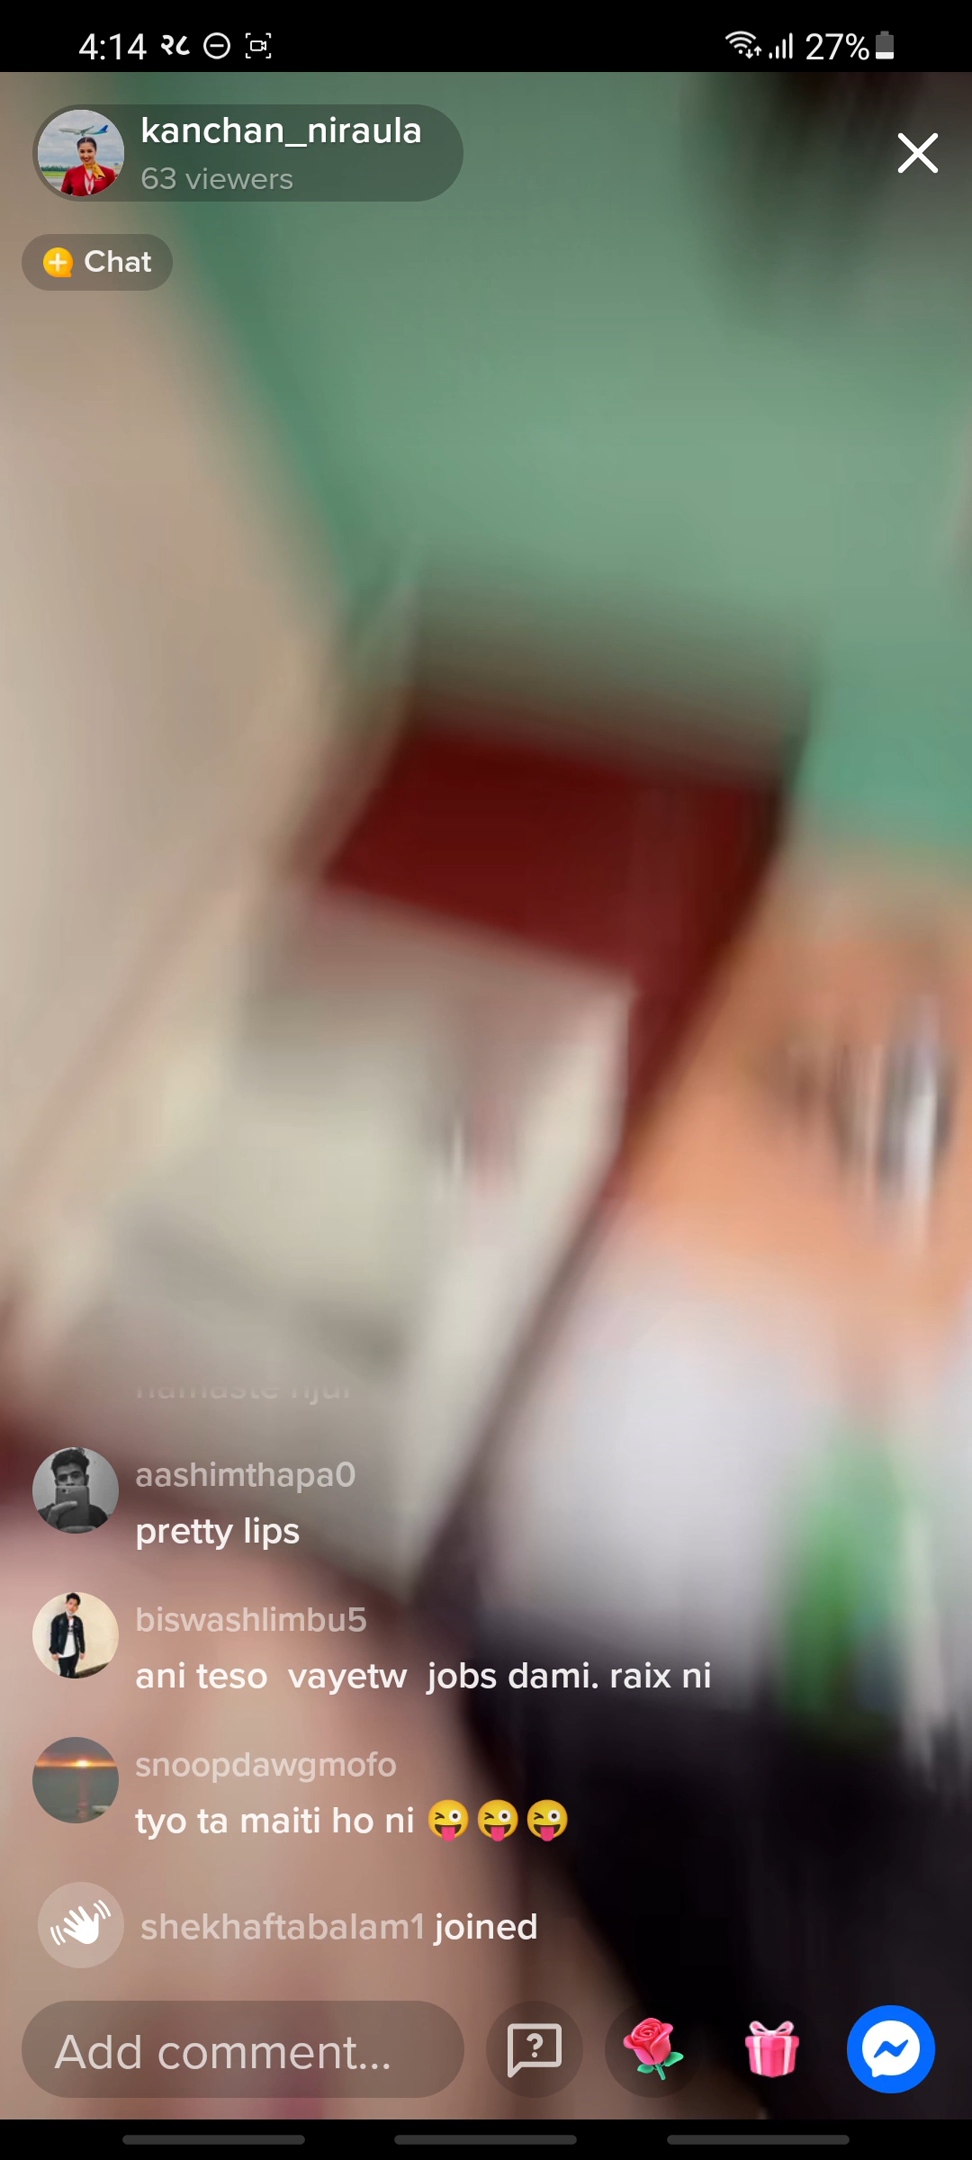 4:14 २८ 27%
kanchan_niraula
63 viewers
Chat
aashimthapa0
pretty lips
biswashlimbu5
ani teso vayetw jobs dami. raix ni
snoopdawgmofo
tyo ta maiti ho ni 😜😜😜
shekhaftabalam1 joined
Add comment...